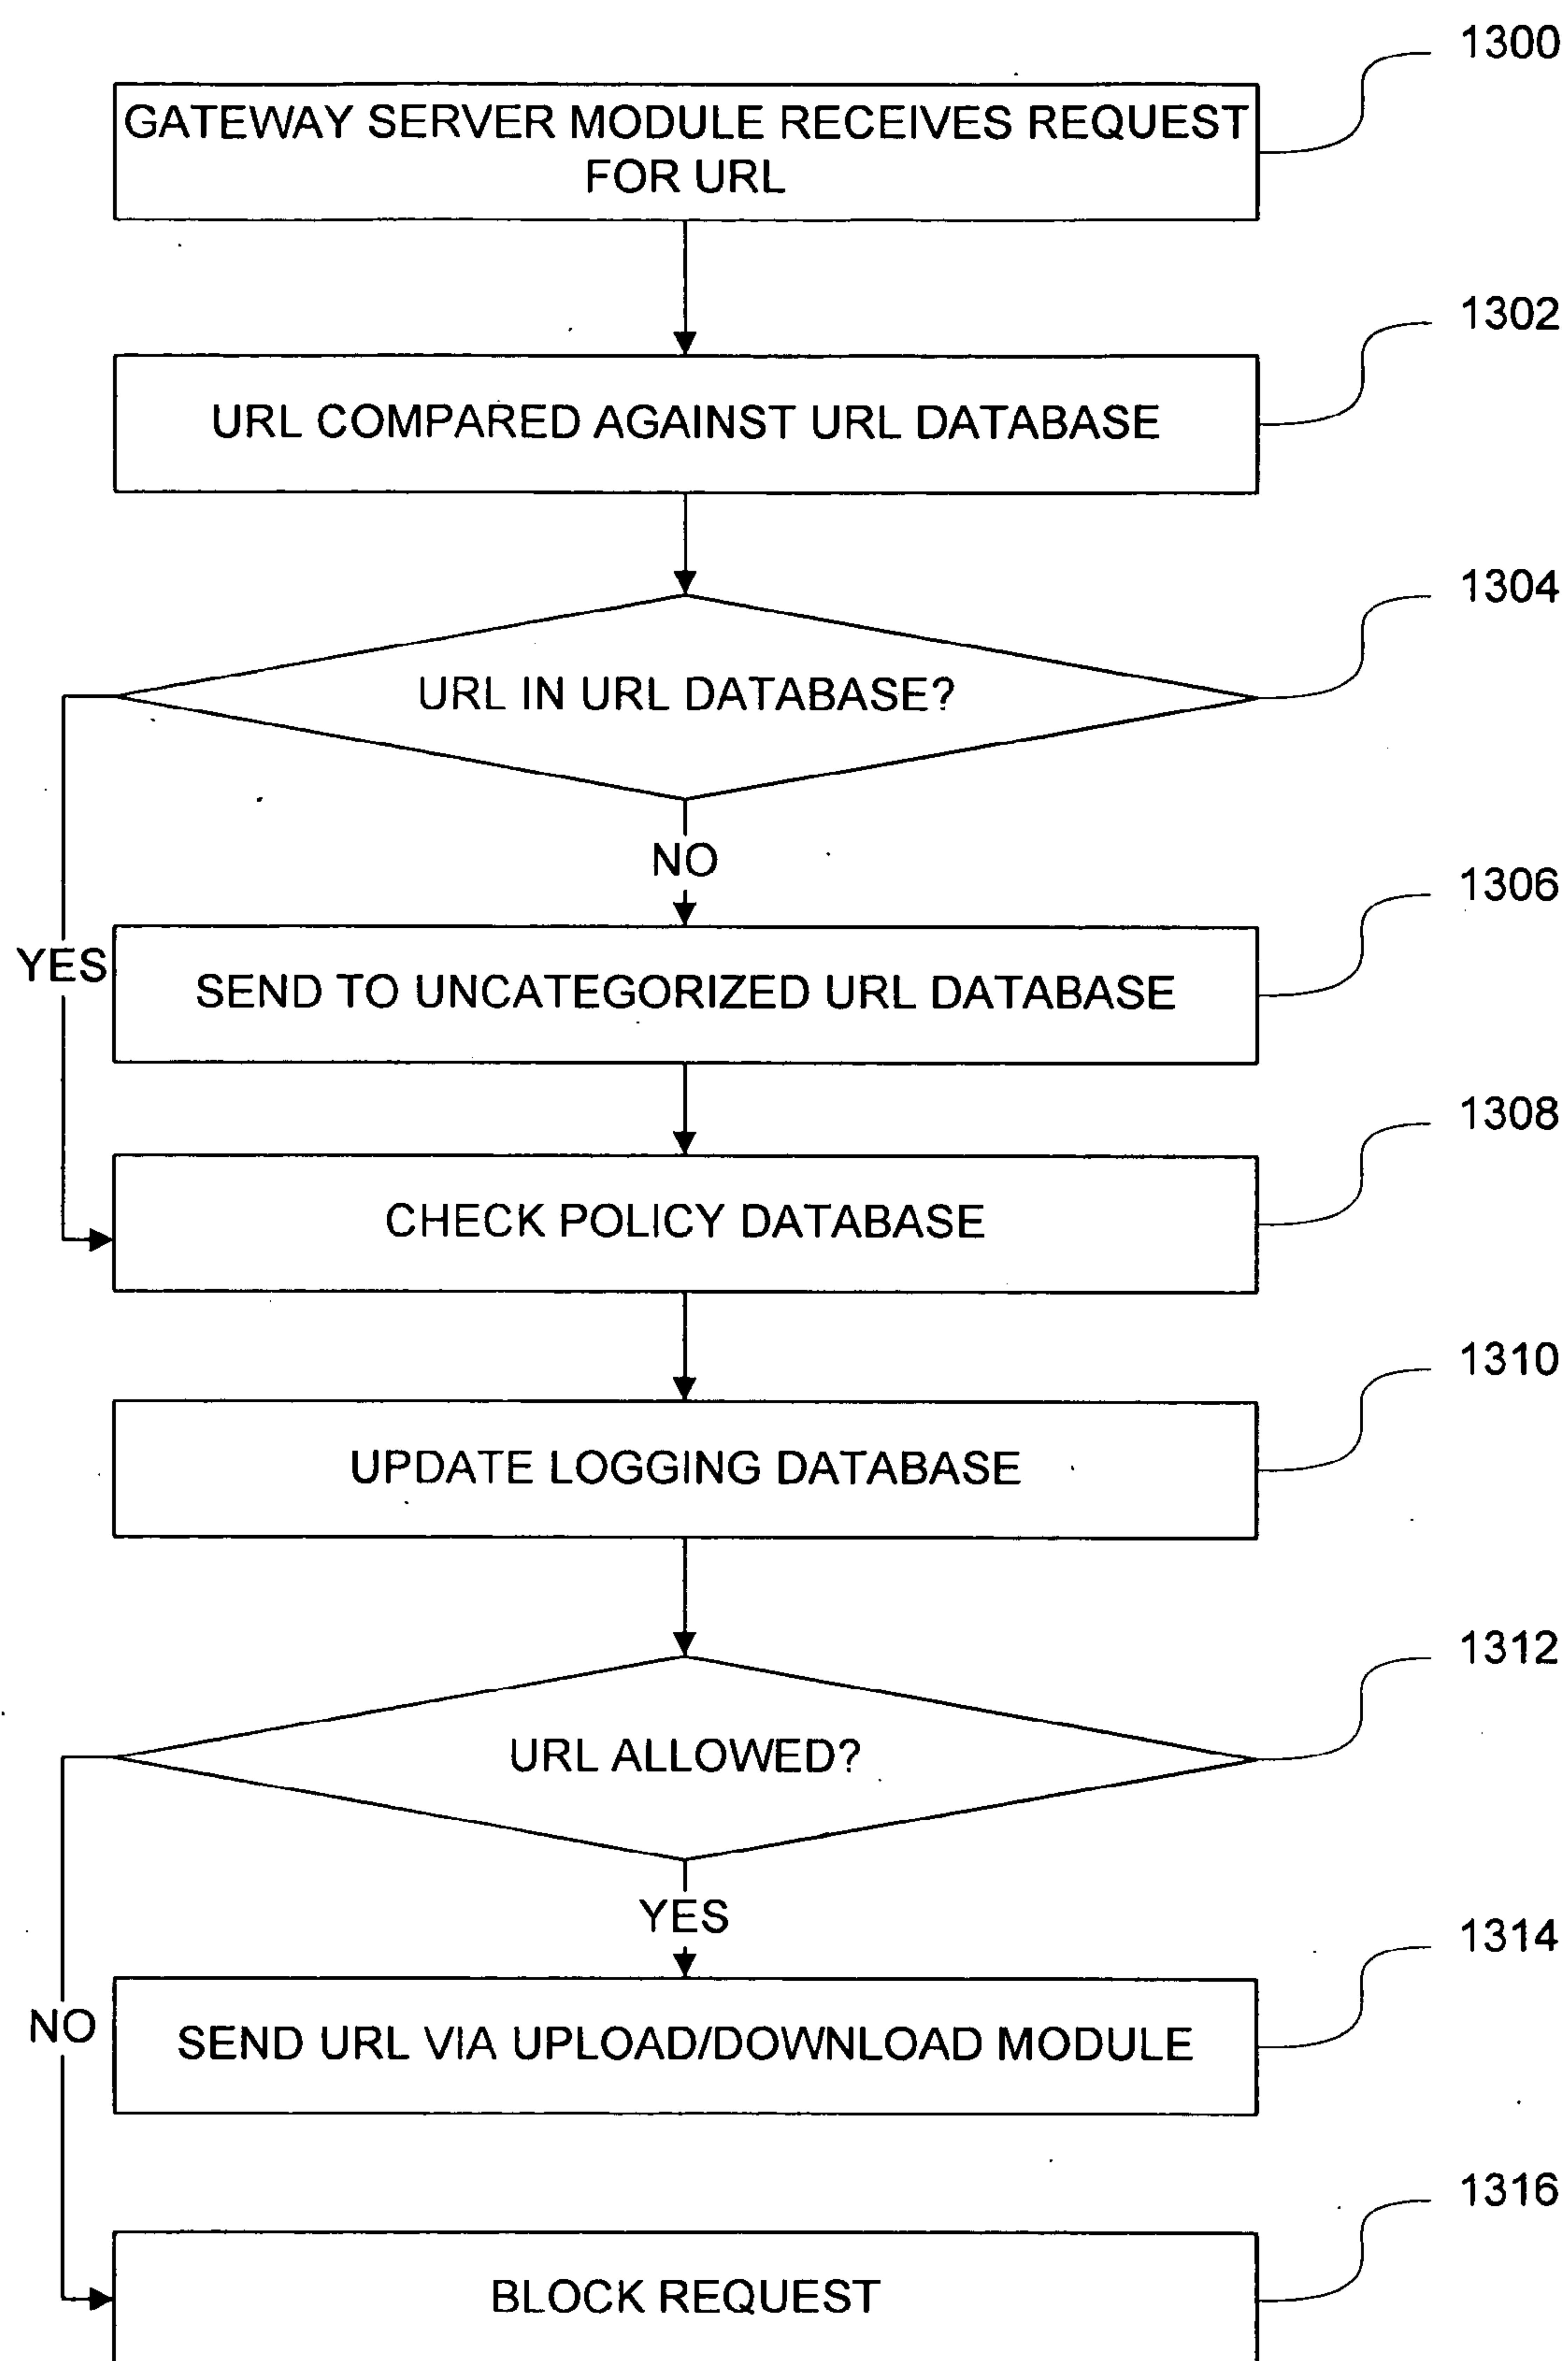 1300
GATEWAY SERVER MODULE RECEIVES REQUEST
FOR URL
1302
URL COMPARED AGAINST URL DATABASE
1304
URL IN URL DATABASE?
NO
1306
YES
SEND TO UNCATEGORIZED URL DATABASE
1308
CHECK POLICY DATABASE
1310
UPDATE LOGGING DATABASE
1312
URL ALLOWED?
YES
1314
NO
SEND URL VIA UPLOAD/DOWNLOAD MODULE
1316
BLOCK REQUEST